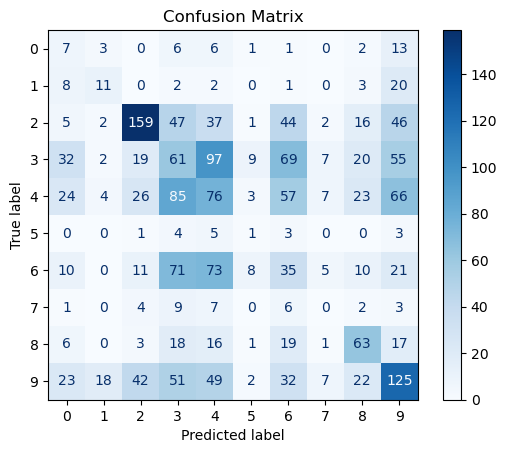 Confusion Matrix
0 7 3 0 6 6 1 1 0 2 13
1 8 11 0 2 2 0 1 0 3 20
2 5 2 159 47 37 1 44 2 16 46
3 32 2 19 61 97 9 69 7 20 55
4 24 4 26 85 76 3 57 7 23 66
5 0 0 1 4 5 1 3 0 0 3
6 10 0 11 71 73 8 35 5 10 21
7 1 0 4 9 7 0 6 0 2 3
8 6 0 3 18 16 1 19 1 63 17
9 23 18 42 51 49 2 32 7 22 125
0 1 2 3 4 5 6 7 8 9
Predicted label
True label
140
120
100
80
60
40
20
0